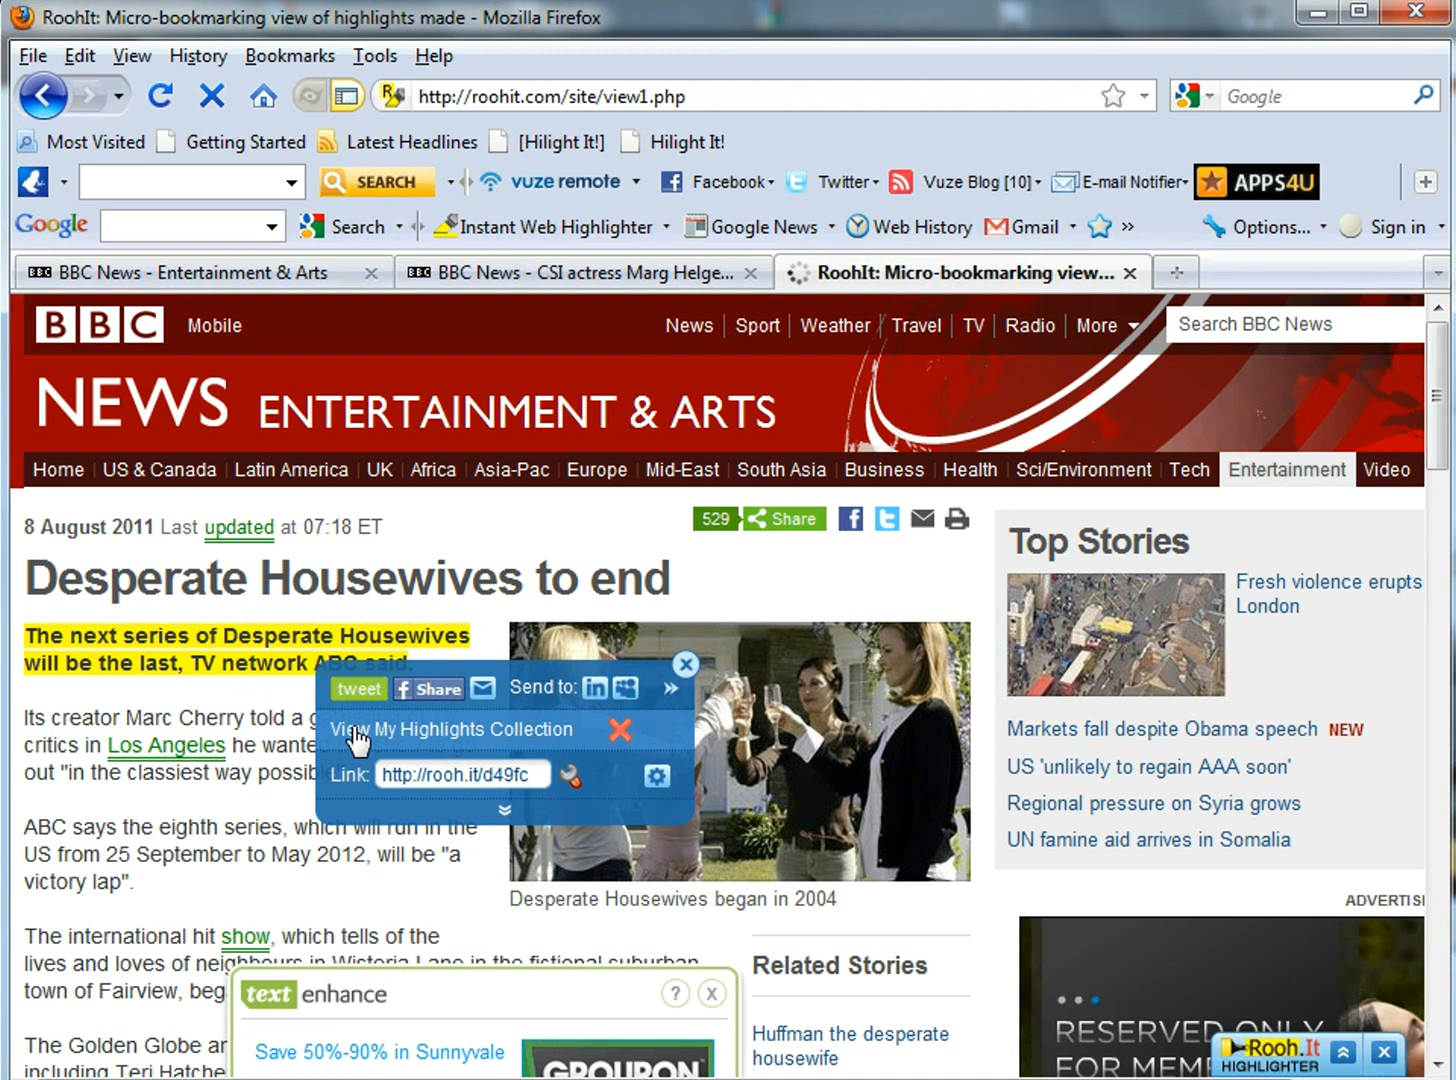 RoohIt: Micro-bookmarking view of highlights made - Mozilla Firefox
File Edit View History Bookmarks Tools Help
http://roohit.com/site/view1.php
Google
Most Visited Getting Started Latest Headlines [Hilight It!] Hilight It!
SEARCH vuze remote Facebook Twitter Vuze Blog [10] E-mail Notifier APPS4U
Google Search Instant Web Highlighter Google News Web History Gmail » Options... Sign in
BBC BBC News - Entertainment & Arts
BBC BBC News - CSI actress Marg Helge...
RoohIt: Micro-bookmarking view...
BBC Mobile News Sport Weather Travel TV Radio More Search BBC News
NEWS ENTERTAINMENT & ARTS
Home US & Canada Latin America UK Africa Asia-Pac Europe Mid-East South Asia Business Health Sci/Environment Tech Entertainment Video
8 August 2011 Last updated at 07:18 ET
529 Share
Desperate Housewives to end
The next series of Desperate Housewives
will be the last, TV network ABC said.
tweet Share Send to: »
View My Highlights Collection
Link: http://rooh.it/d49fc
Its creator Marc Cherry told a
critics in Los Angeles he wante
out "in the classiest way possib
ABC says the eighth series, which will run in the
US from 25 September to May 2012, will be "a
victory lap".
Desperate Housewives began in 2004
The international hit show, which tells of the
lives and loves of neighbours in Wisteria Lane in the fictional suburban
town of Fairview, beg
The Golden Globe
including Teri Hatche
text enhance ? X
Save 50%-90% in Sunnyvale
GROUPON
Related Stories
Huffman the desperate
housewife
Top Stories
Fresh violence erupts
London
Markets fall despite Obama speech NEW
US 'unlikely to regain AAA soon'
Regional pressure on Syria grows
UN famine aid arrives in Somalia
ADVERTIS
RESERVED ONLY
FOR MEM
Rooh.It
HIGHLIGHTER